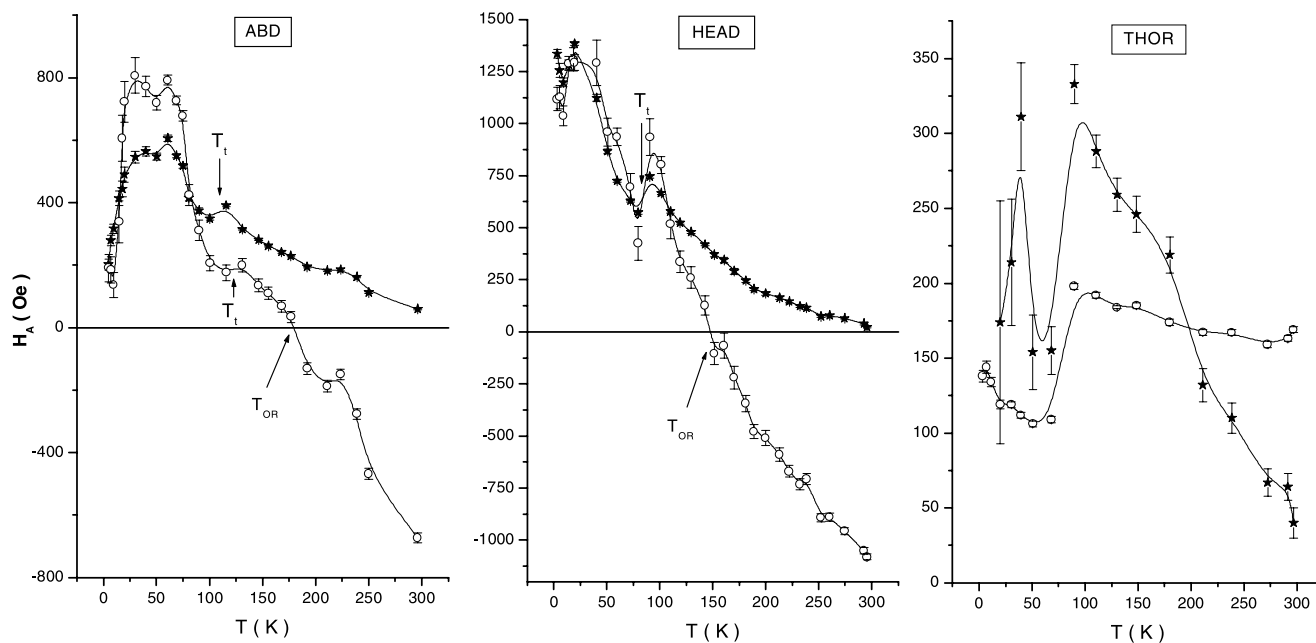 ABD
800
400
0
-400
-800
H_A (Oe)
T_t
T_t
T_OR
0 50 100 150 200 250 300
T ( K )
HEAD
1500
1250
1000
750
500
250
0
-250
-500
-750
-1000
T_t
T_OR
0 50 100 150 200 250 300
T ( K )
THOR
350
300
250
200
150
100
50
0
0 50 100 150 200 250 300
T ( K )